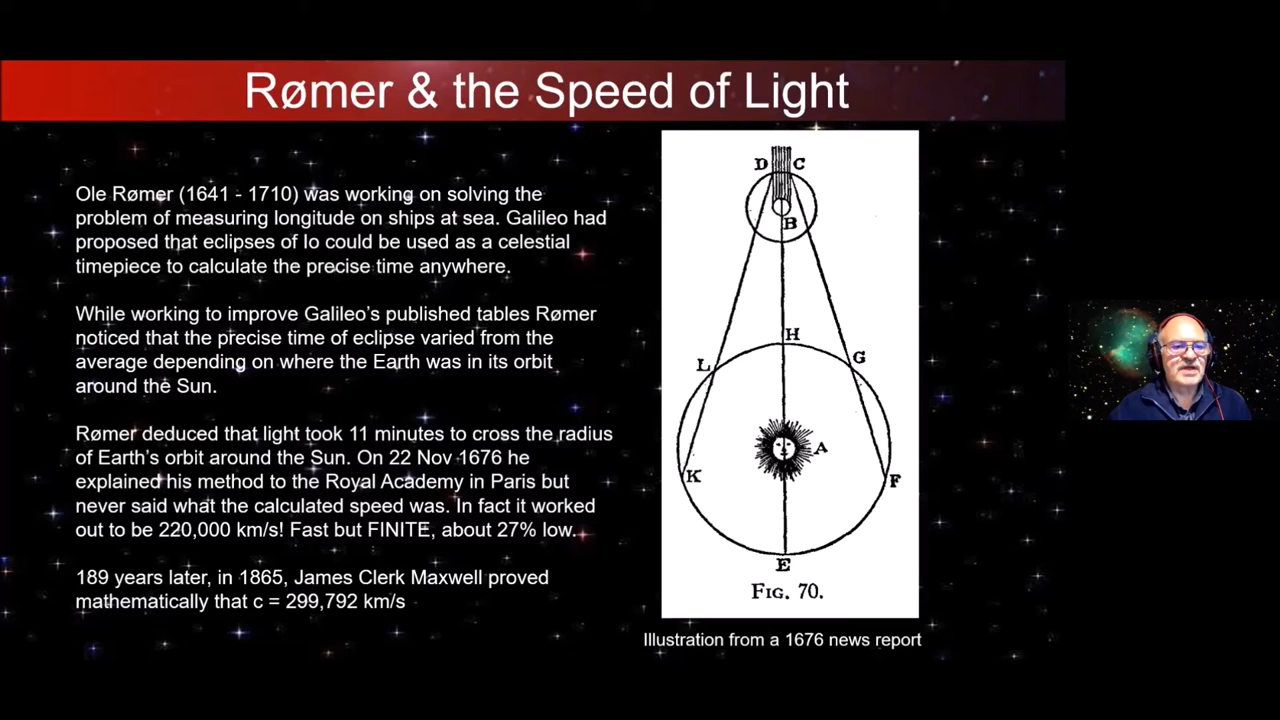 Rømer & the Speed of Light
Ole Rømer (1641 - 1710) was working on solving the
problem of measuring longitude on ships at sea. Galileo had
proposed that eclipses of Io could be used as a celestial
timepiece to calculate the precise time anywhere.
While working to improve Galileo's published tables Rømer
noticed that the precise time of eclipse varied from the
average depending on where the Earth was in its orbit
around the Sun.
Rømer deduced that light took 11 minutes to cross the radius
of Earth's orbit around the Sun. On 22 Nov 1676 he
explained his method to the Royal Academy in Paris but
never said what the calculated speed was. In fact it worked
out to be 220,000 km/s! Fast but FINITE, about 27% low.
189 years later, in 1865, James Clerk Maxwell proved
mathematically that c = 299,792 km/s
D C
B
H
L G
A
K F
E
FIG. 70.
Illustration from a 1676 news report